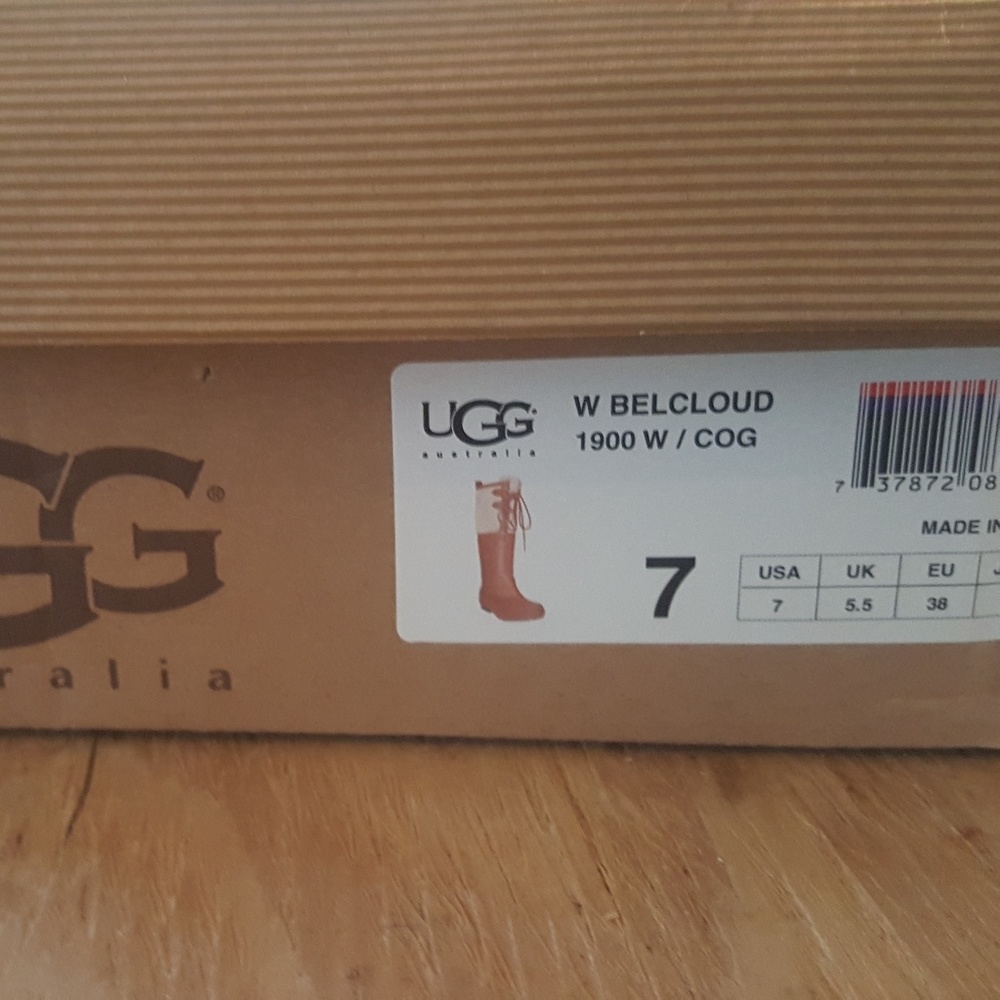 GG®
ralia
UGG
australia
W BELCLOUD
1900 W / COG
7 37872 08
MADE IN
7
USA UK EU J
7 5.5 38